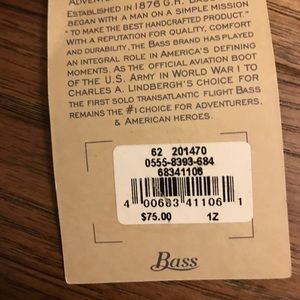 ESTABLISHED IN 1876 G.H.
BEGAN WITH A MAN ON A SIMPLE MISSION
"TO MAKE THE BEST HANDCRAFTED PRODUCT."
WITH A REPUTATION FOR QUALITY, COMFORT
AND DURABILITY, THE BASS BRAND HAS PLAYED
AN INTEGRAL ROLE IN AMERICA'S DEFINING
MOMENTS. AS THE OFFICIAL AVIATION BOOT
OF THE U.S. ARMY IN WORLD WAR I TO
CHARLES A. LINDBERGH'S CHOICE FOR
THE FIRST SOLO TRANSATLANTIC FLIGHT BASS
REMAINS THE #1 CHOICE FOR ADVENTURERS,
& AMERICAN HEROES.
62 201470
0555-8393-684
68341106
4 00683 41106 1
$75.00 1Z
Bass